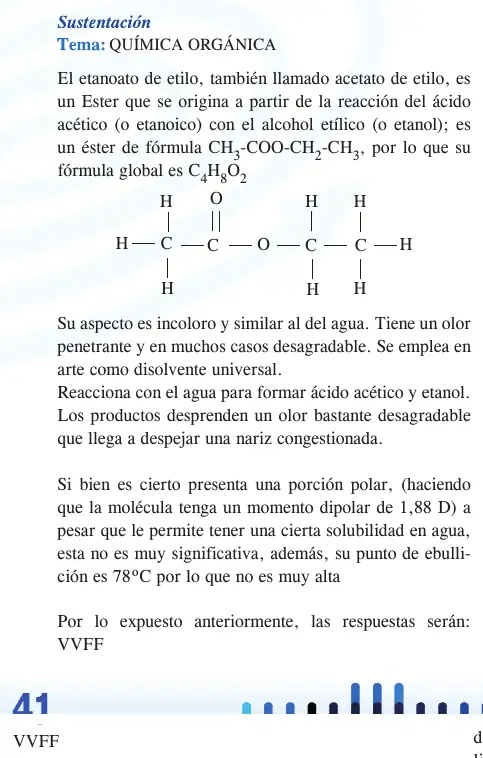 Sustentación
Tema: QUÍMICA ORGÁNICA
El etanoato de etilo, también llamado acetato de etilo, es
un Ester que se origina a partir de la reacción del ácido
acético (o etanoico) con el alcohol etílico (o etanol); es
un éster de fórmula CH3-COO-CH2-CH3, por lo que su
fórmula global es C4H8O2
H O H H
H C C O C C H
H H H
Su aspecto es incoloro y similar al del agua. Tiene un olor
penetrante y en muchos casos desagradable. Se emplea en
arte como disolvente universal.
Reacciona con el agua para formar ácido acético y etanol.
Los productos desprenden un olor bastante desagradable
que llega a despejar una nariz congestionada.
Si bien es cierto presenta una porción polar, (haciendo
que la molécula tenga un momento dipolar de 1,88 D) a
pesar que le permite tener una cierta solubilidad en agua,
esta no es muy significativa, además, su punto de ebulli-
ción es 78ºC por lo que no es muy alta
Por lo expuesto anteriormente, las respuestas serán:
VVFF
41
VVFF
d